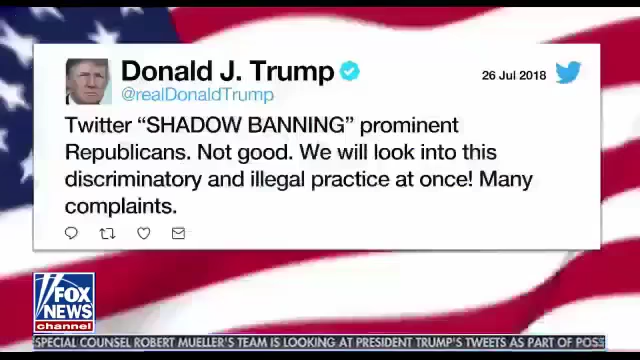 Donald J. Trump
@realDonaldTrump
26 Jul 2018
Twitter “SHADOW BANNING” prominent
Republicans. Not good. We will look into this
discriminatory and illegal practice at once! Many
complaints.
FOX
NEWS
channel
SPECIAL COUNSEL ROBERT MUELLER'S TEAM IS LOOKING AT PRESIDENT TRUMP'S TWEETS AS PART OF POSS